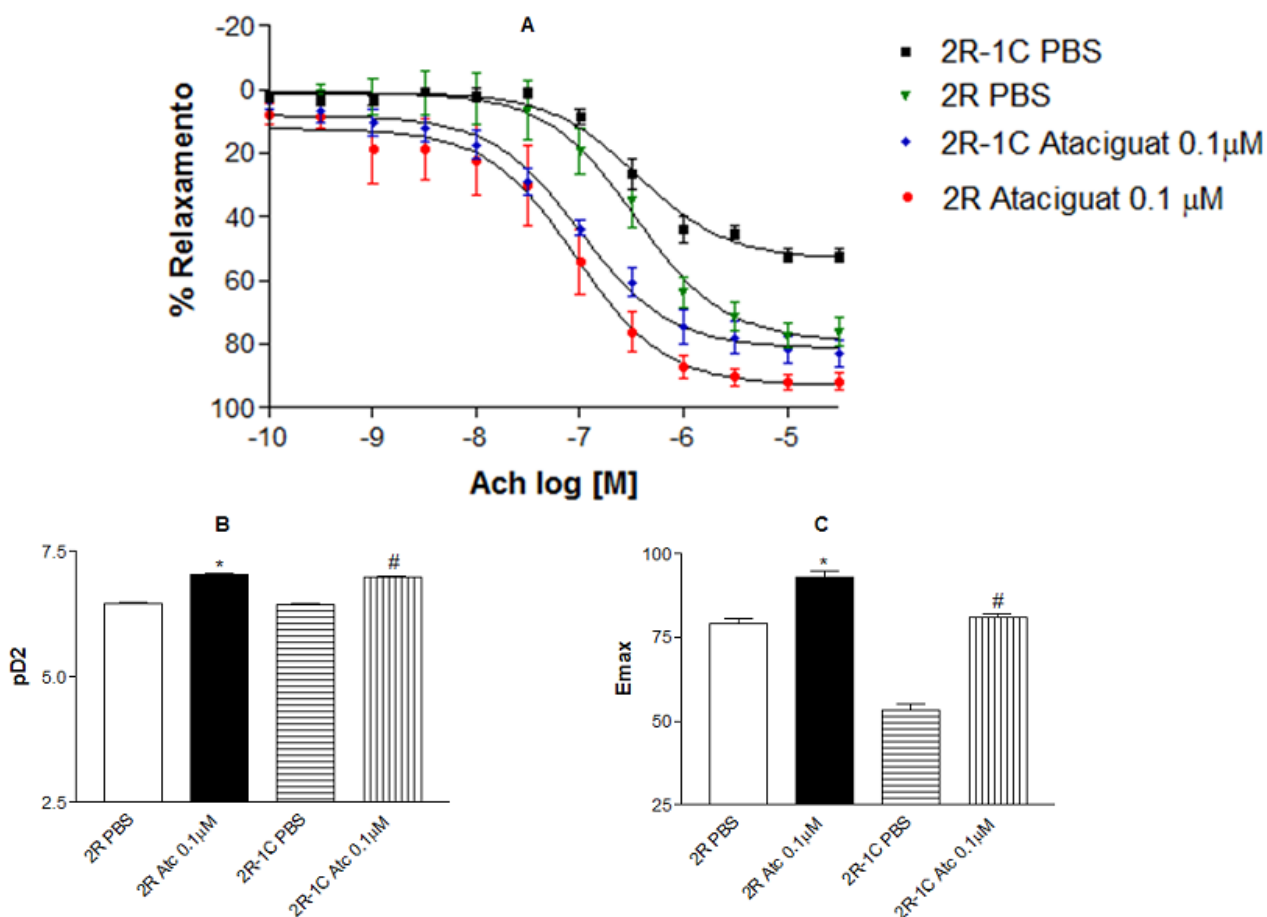 A
-20
0
20
40
60
80
100
% Relaxamento
-10
-9
-8
-7
-6
-5
Ach log [M]
2R-1C PBS
2R PBS
2R-1C Ataciguat 0.1µM
2R Ataciguat 0.1 µM
B
7.5
5.0
2.5
pD2
*
#
2R PBS
2R Atc 0.1µM
2R-1C PBS
2R-1C Atc 0.1µM
C
100
75
50
25
Emax
*
#
2R PBS
2R Atc 0.1µM
2R-1C PBS
2R-1C Atc 0.1µM